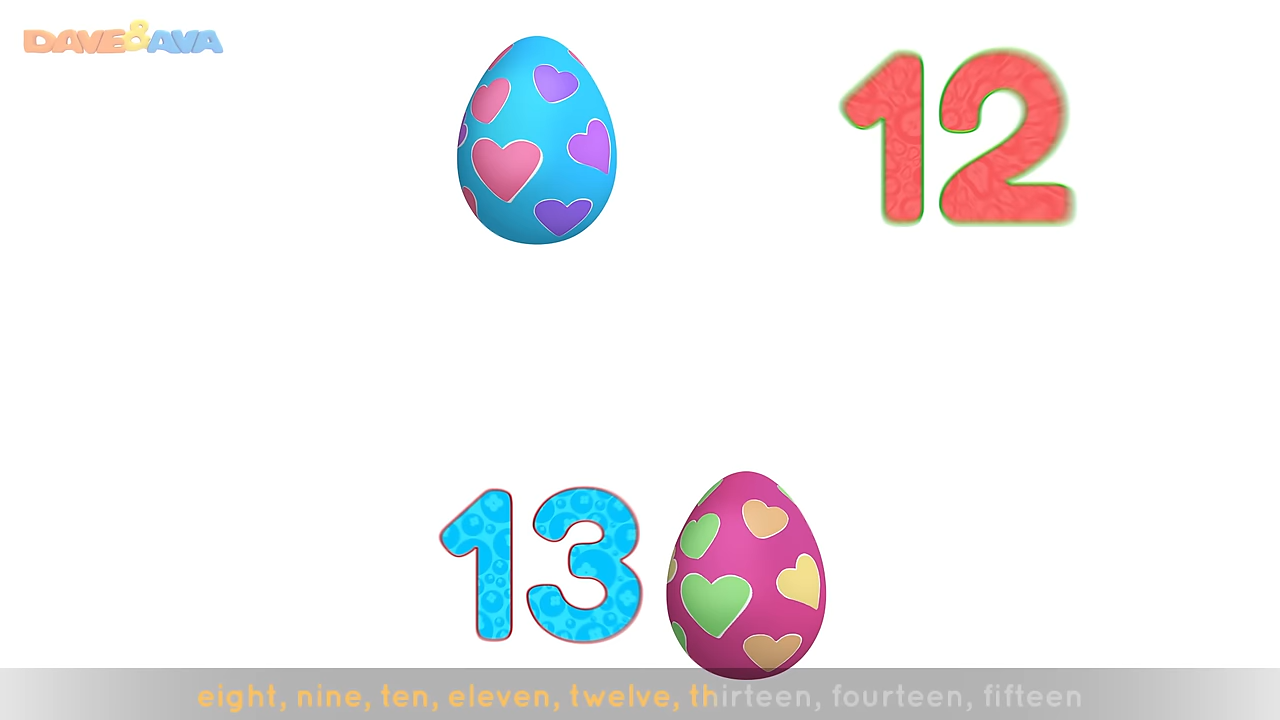 DAVE&AVA
12
13
eight, nine, ten, eleven, twelve, thirteen, fourteen, fifteen